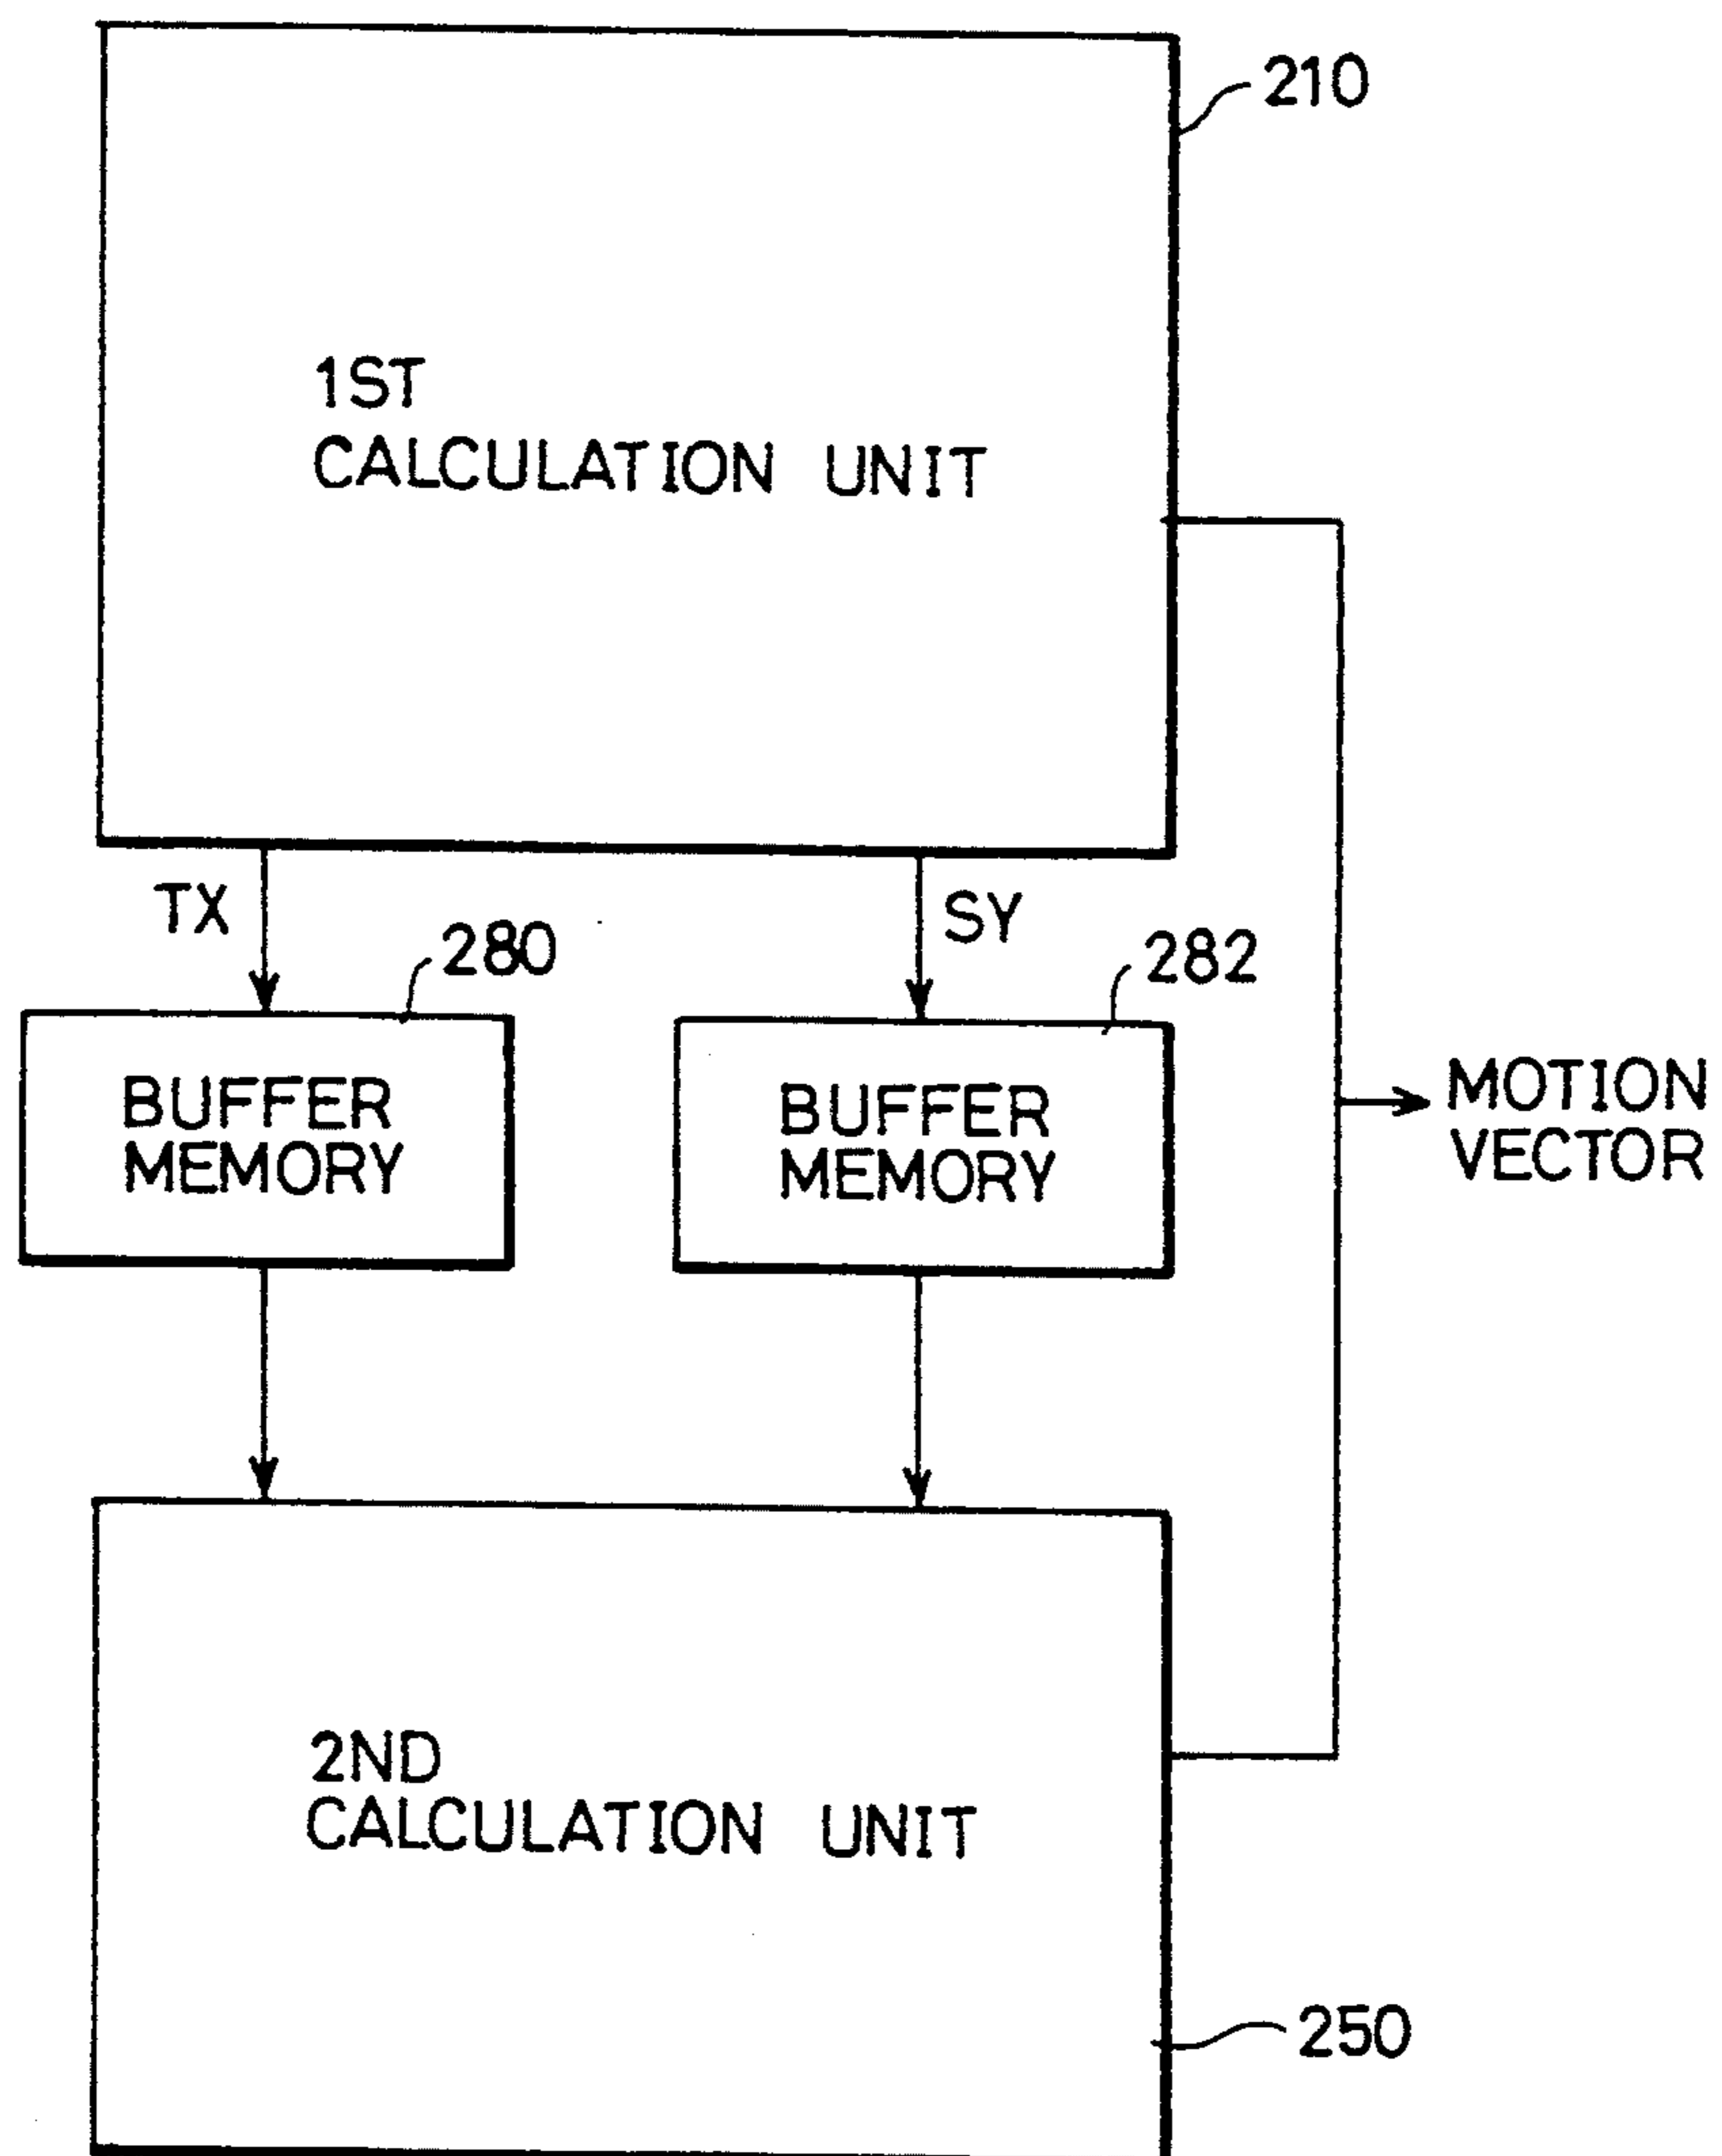 210
1ST
CALCULATION UNIT
TX
SY
280
282
BUFFER
MEMORY
BUFFER
MEMORY
MOTION
VECTOR
2ND
CALCULATION UNIT
250